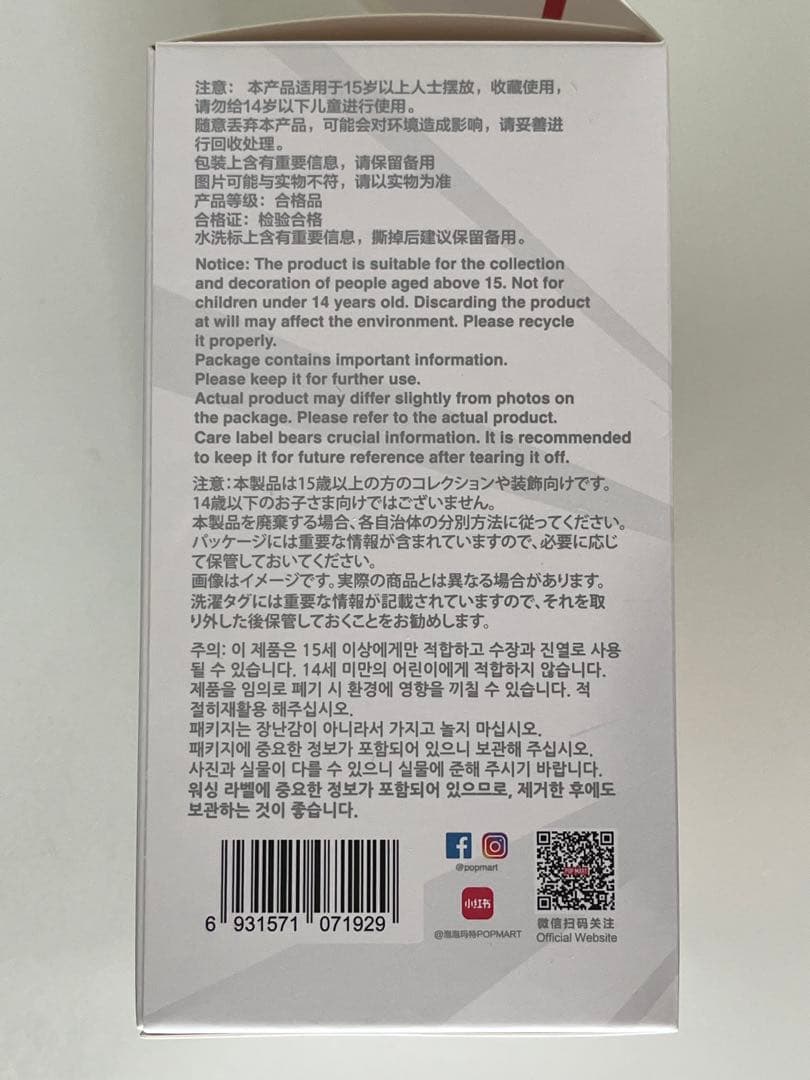 注意： 本产品适用于15岁以上人士摆放，收藏使用，
请勿给14岁以下儿童进行使用。
随意丢弃本产品，可能会对环境造成影响，请妥善进
行回收处理。
包装上含有重要信息，请保留备用
图片可能与实物不符，请以实物为准
产品等级：合格品
合格证：检验合格
水洗标上含有重要信息，撕掉后建议保留备用。
Notice: The product is suitable for the collection
and decoration of people aged above 15. Not for
children under 14 years old. Discarding the product
at will may affect the environment. Please recycle
it properly.
Package contains important information.
Please keep it for further use.
Actual product may differ slightly from photos on
the package. Please refer to the actual product.
Care label bears crucial information. It is recommended
to keep it for future reference after tearing it off.
注意：本製品は15歳以上の方のコレクションや装飾向けです。
14歳以下のお子さま向けではございません。
本製品を廃棄する場合、各自治体の分別方法に従ってください。
パッケージには重要な情報が含まれていますので、必要に応じ
て保管しておいてください。
画像はイメージです。実際の商品とは異なる場合があります。
洗濯タグには重要な情報が記載されていますので、それを取
り外した後保管しておくことをお勧めします。
주의: 이 제품은 15세 이상에게만 적합하고 수장과 진열로 사용
될 수 있습니다. 14세 미만의 어린이에게 적합하지 않습니다.
제품을 임의로 폐기 시 환경에 영향을 끼칠 수 있습니다. 적
절히재활용 해주십시오.
패키지는 장난감이 아니라서 가지고 놀지 마십시오.
패키지에 중요한 정보가 포함되어 있으니 보관해 주십시오.
사진과 실물이 다를 수 있으니 실물에 준해 주시기 바랍니다.
워싱 라벨에 중요한 정보가 포함되어 있으므로, 제거한 후에도
보관하는 것이 좋습니다.
6 931571 071929
@popmart
小红书
@泡泡玛特POPMART
POP MART
微信扫码关注
Official Website